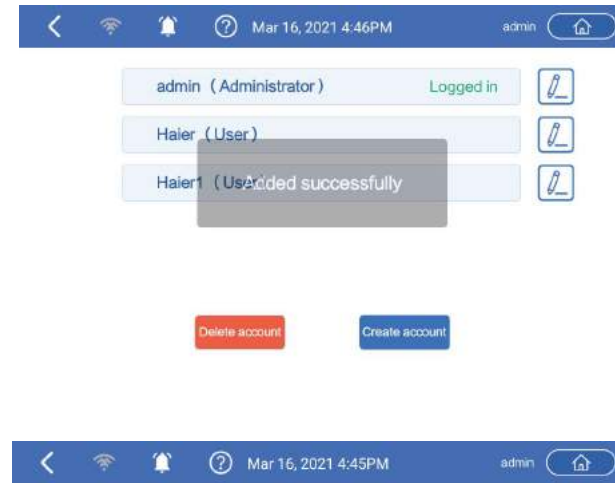 Mar 16, 2021 4:46PM admin
admin (Administrator) Logged in
Haier (User)
Haier1 (User
Added successfully
Delete account Create account
Mar 16, 2021 4:45PM admin